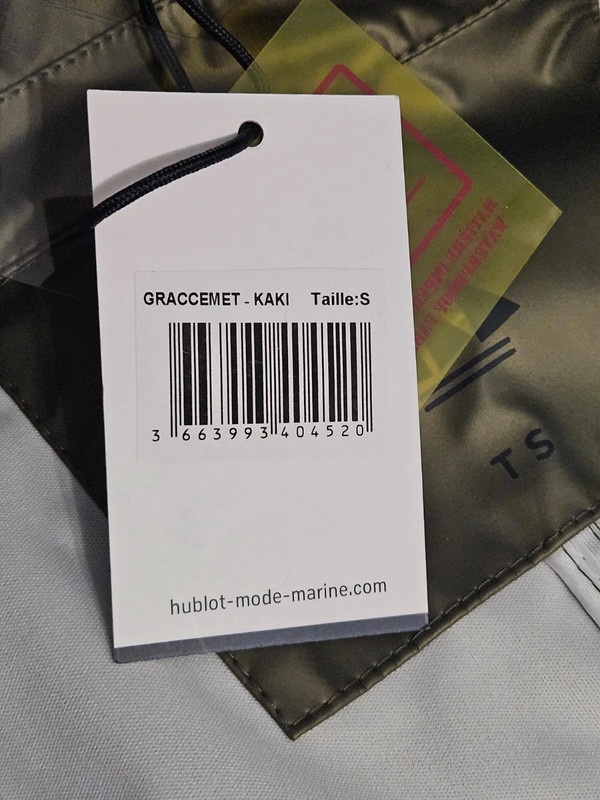 GRACCEMET - KAKI Taille:S
3 663993 404520
hublot-mode-marine.com
TS